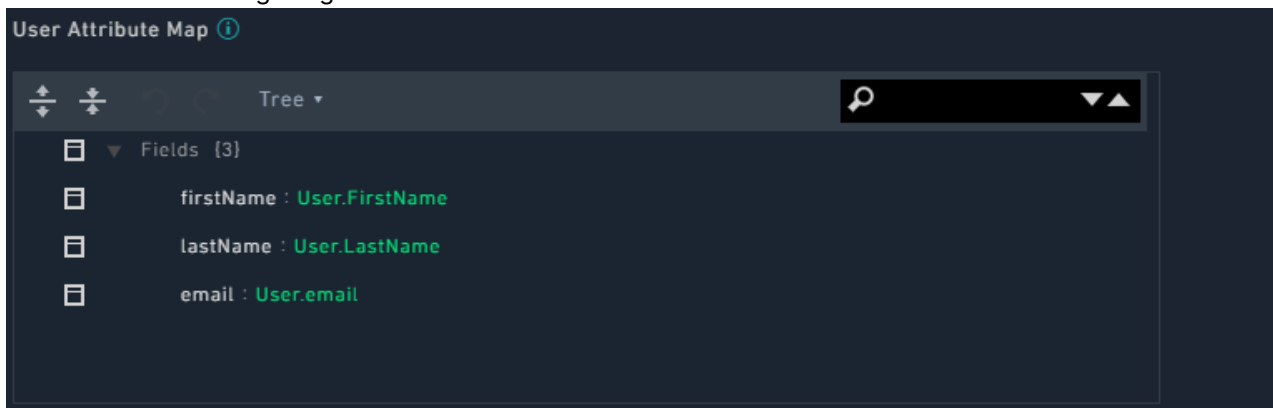 User Attribute Map
Tree
Fields {3}
firstName : User.FirstName
lastName : User.LastName
email : User.email